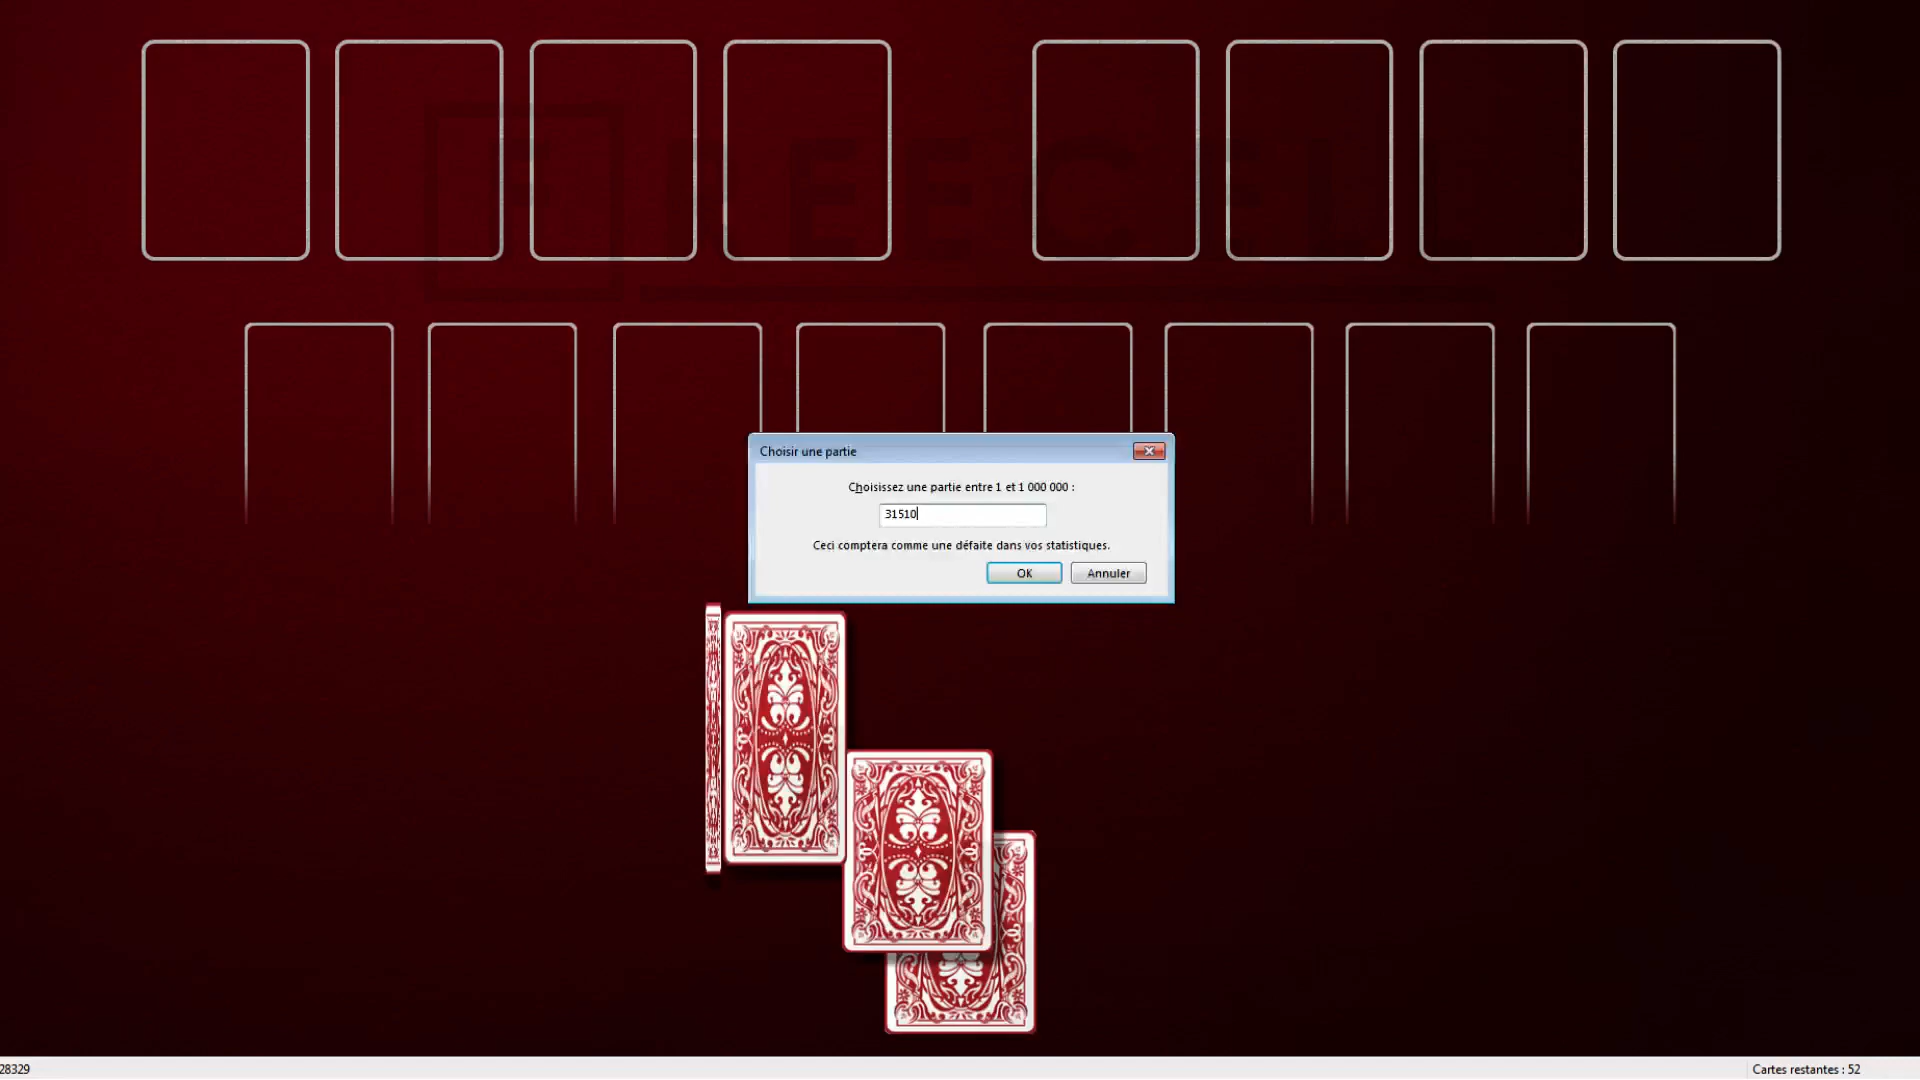 FREECELL
Choisir une partie
Choisissez une partie entre 1 et 1 000 000 :
31510
Ceci comptera comme une défaite dans vos statistiques.
OK
Annuler
28329
Cartes restantes : 52